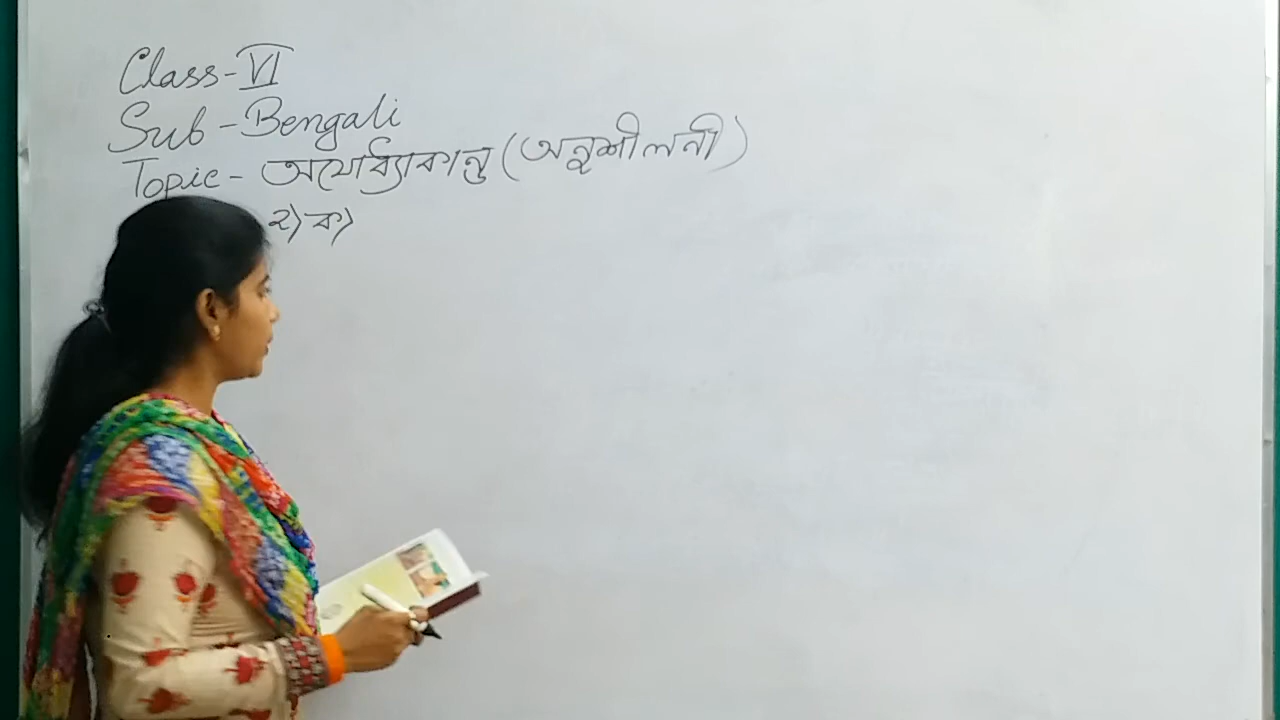 Class-VI
Sub-Bengali
Topic- অযোধ্যাকান্ড (অনুশীলনী)
২) ক)